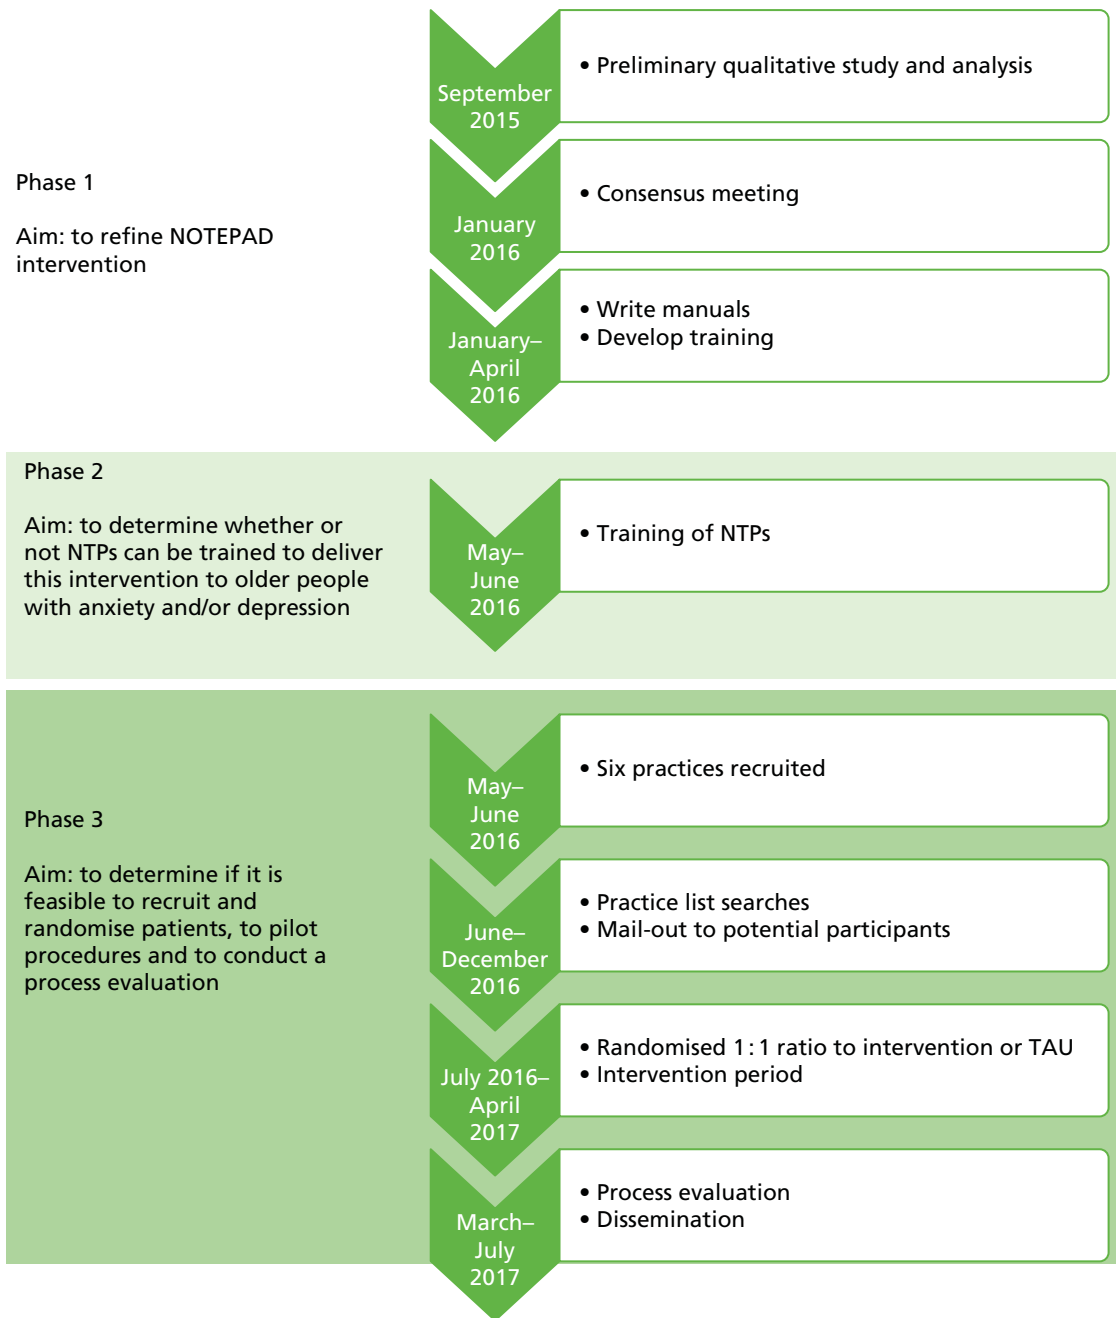 Phase 1
Aim: to refine NOTEPAD
intervention
September
2015
• Preliminary qualitative study and analysis
January
2016
• Consensus meeting
January–
April
2016
• Write manuals
• Develop training
Phase 2
Aim: to determine whether or
not NTPs can be trained to deliver
this intervention to older people
with anxiety and/or depression
May–
June
2016
• Training of NTPs
Phase 3
Aim: to determine if it is
feasible to recruit and
randomise patients, to pilot
procedures and to conduct a
process evaluation
May–
June
2016
• Six practices recruited
June–
December
2016
• Practice list searches
• Mail-out to potential participants
July 2016–
April
2017
• Randomised 1 : 1 ratio to intervention or TAU
• Intervention period
March–
July
2017
• Process evaluation
• Dissemination